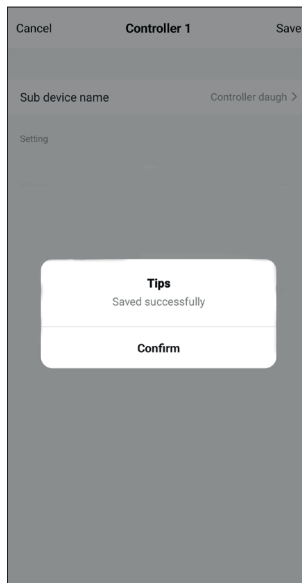 Cancel Controller 1 Save
Sub device name Controller daugh >
Setting
Tips
Saved successfully
Confirm